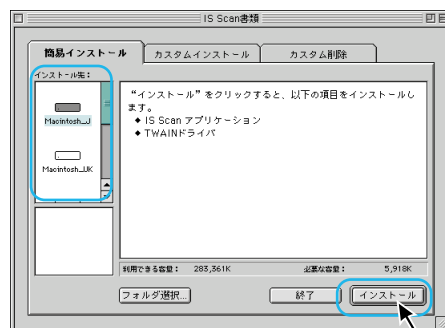 IS Scan書類
簡易インストール
カスタムインストール
カスタム削除
インストール先：
Macintosh_J
Macintosh_UK
“インストール”をクリックすると、以下の項目をインストールし
ます。
◆ IS Scan アプリケーション
◆ TWAINドライバ
利用できる容量： 283,361K
必要な容量： 5,918K
フォルダ選択...
終了
インストール